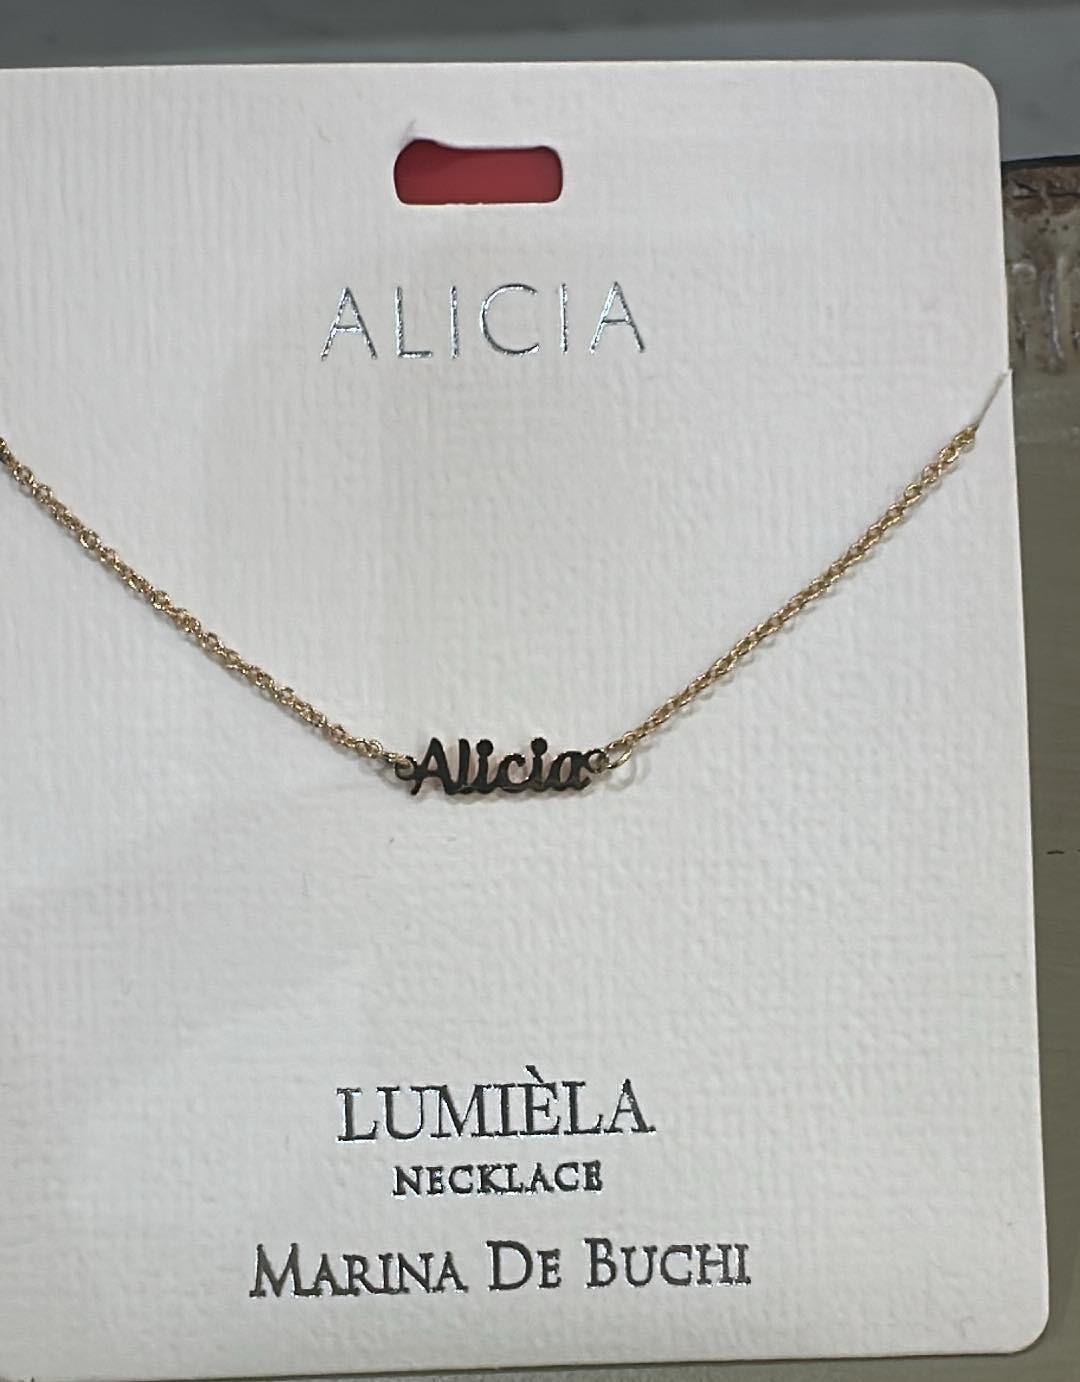 ALICIA
Alicia
LUMIÈLA
NECKLACE
MARINA DE BUCHI